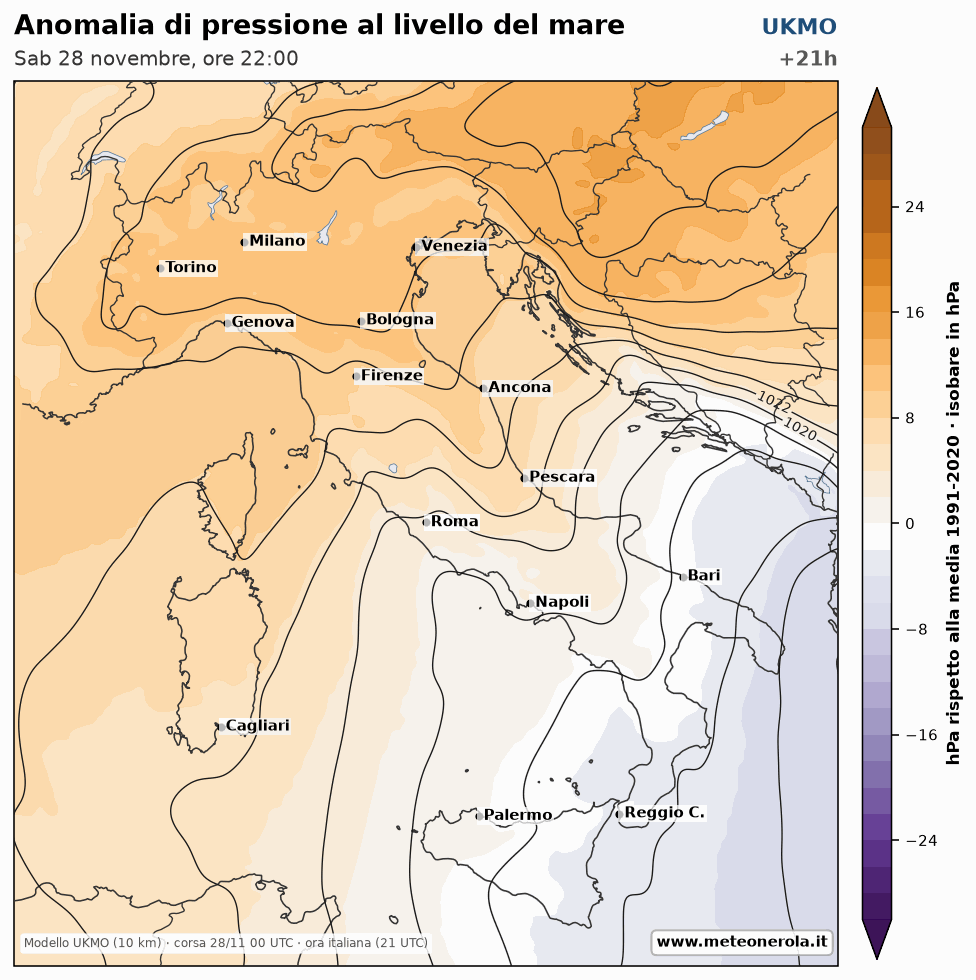 Anomalia di pressione al livello del mare
UKMO
Sab 28 novembre, ore 22:00
+21h
Milano
Venezia
Torino
Genova
Bologna
Firenze
Ancona
1022
1020
Pescara
Roma
Bari
Napoli
Cagliari
Palermo
Reggio C.
24
16
8
0
−8
−16
−24
hPa rispetto alla media 1991-2020 · isobare in hPa
Modello UKMO (10 km) · corsa 28/11 00 UTC · ora italiana (21 UTC)
www.meteonerola.it